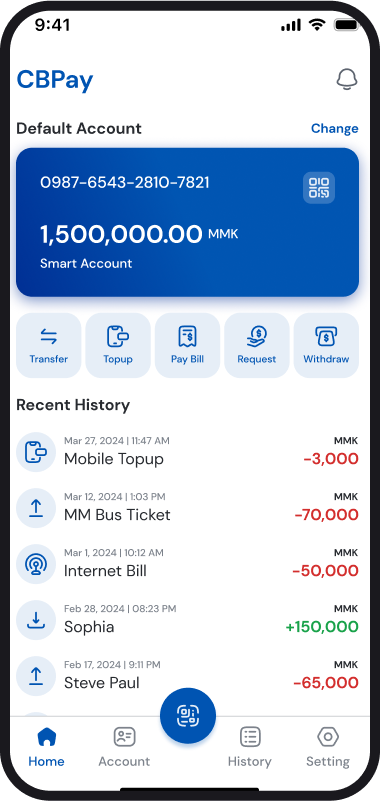 9:41
CBPay
Default Account Change
0987-6543-2810-7821
1,500,000.00 MMK
Smart Account
Transfer Topup Pay Bill Request Withdraw
Recent History
Mar 27, 2024 | 11:47 AM MMK
Mobile Topup -3,000
Mar 12, 2024 | 1:03 PM MMK
MM Bus Ticket -70,000
Mar 1, 2024 | 10:12 AM MMK
Internet Bill -50,000
Feb 28, 2024 | 08:23 PM MMK
Sophia +150,000
Feb 17, 2024 | 9:11 PM MMK
Steve Paul -65,000
Home Account History Setting